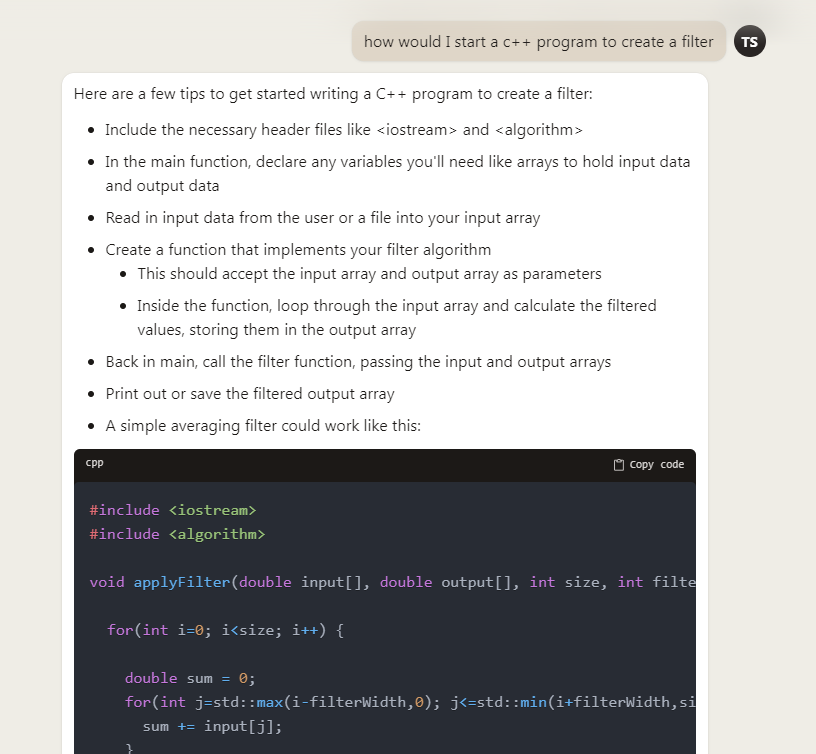 how would I start a c++ program to create a filter
TS
Here are a few tips to get started writing a C++ program to create a filter:
Include the necessary header files like <iostream> and <algorithm>
In the main function, declare any variables you'll need like arrays to hold input data
and output data
Read in input data from the user or a file into your input array
Create a function that implements your filter algorithm
This should accept the input array and output array as parameters
Inside the function, loop through the input array and calculate the filtered
values, storing them in the output array
Back in main, call the filter function, passing the input and output arrays
Print out or save the filtered output array
A simple averaging filter could work like this:
cpp
Copy code
#include <iostream>
#include <algorithm>
void applyFilter(double input[], double output[], int size, int filte
for(int i=0; i<size; i++) {
double sum = 0;
for(int j=std::max(i-filterWidth,0); j<=std::min(i+filterWidth,si
sum += input[j];
}